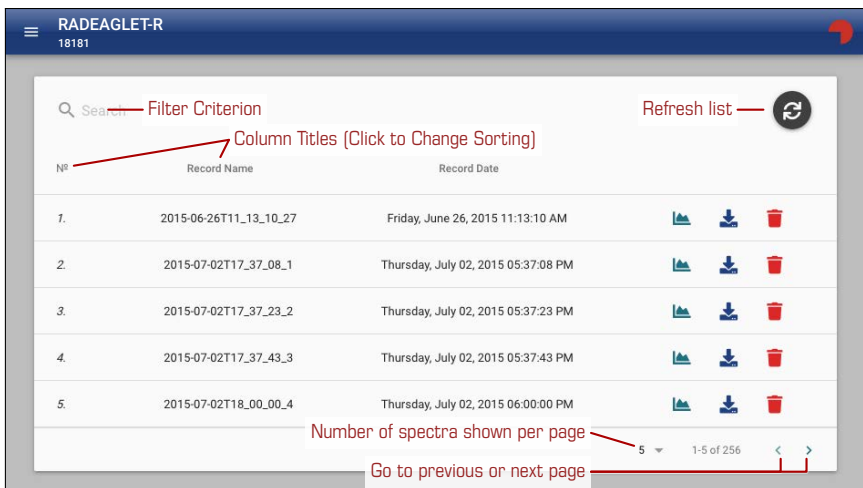 RADEAGLET-R
18181
Search Filter Criterion Refresh list
Column Titles (Click to Change Sorting)
Nº Record Name Record Date
1. 2015-06-26T11_13_10_27 Friday, June 26, 2015 11:13:10 AM
2. 2015-07-02T17_37_08_1 Thursday, July 02, 2015 05:37:08 PM
3. 2015-07-02T17_37_23_2 Thursday, July 02, 2015 05:37:23 PM
4. 2015-07-02T17_37_43_3 Thursday, July 02, 2015 05:37:43 PM
5. 2015-07-02T18_00_00_4 Thursday, July 02, 2015 06:00:00 PM
Number of spectra shown per page
5 1-5 of 256
Go to previous or next page